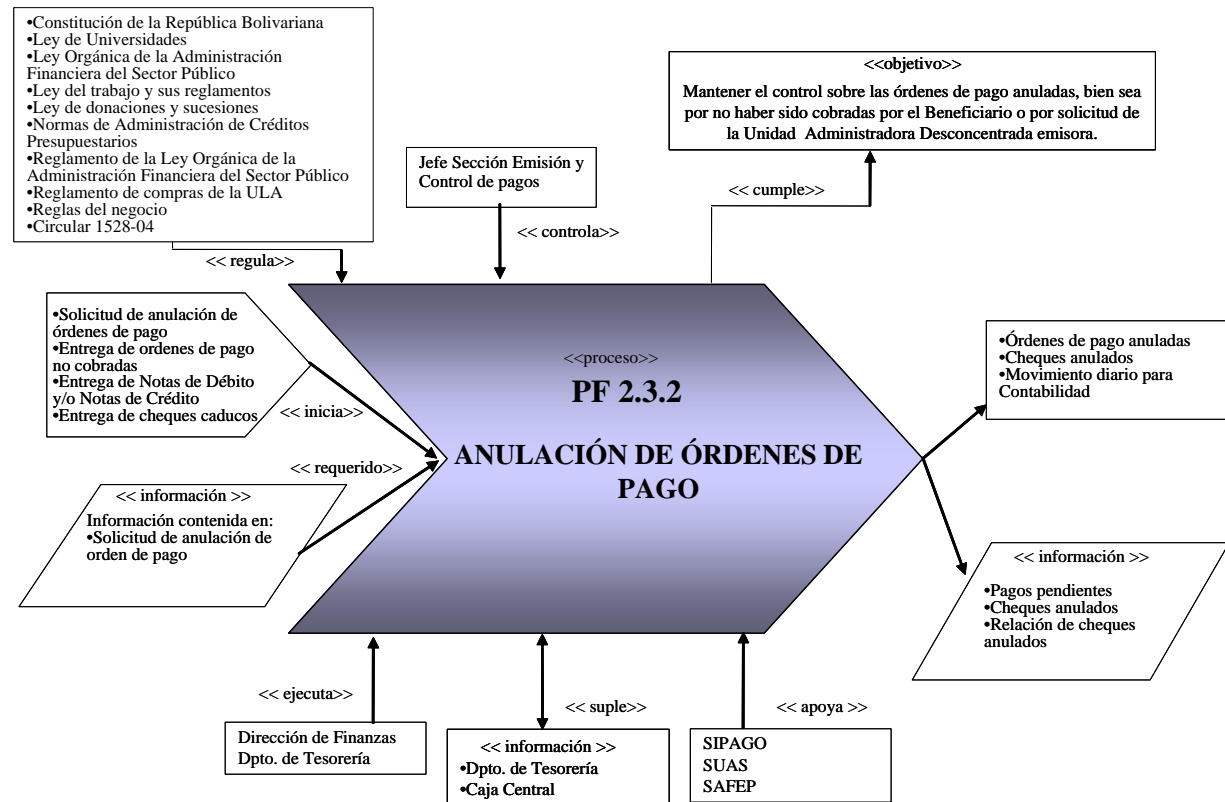 •Constitución de la República Bolivariana
•Ley de Universidades
•Ley Orgánica de la Administración
Financiera del Sector Público
•Ley del trabajo y sus reglamentos
•Ley de donaciones y sucesiones
•Normas de Administración de Créditos
Presupuestarios
•Reglamento de la Ley Orgánica de la
Administración Financiera del Sector Público
•Reglamento de compras de la ULA
•Reglas del negocio
•Circular 1528-04
<< regula>>
Jefe Sección Emisión y
Control de pagos
<< controla>>
<<objetivo>>
Mantener el control sobre las órdenes de pago anuladas, bien sea
por no haber sido cobradas por el Beneficiario o por solicitud de
la Unidad Administradora Desconcentrada emisora.
<< cumple>>
•Solicitud de anulación de
órdenes de pago
•Entrega de ordenes de pago
no cobradas
•Entrega de Notas de Débito
y/o Notas de Crédito
•Entrega de cheques caducos
<< inicia>>
<< requerido>>
<< información >>
Información contenida en:
•Solicitud de anulación de
orden de pago
<<proceso>>
PF 2.3.2
ANULACIÓN DE ÓRDENES DE
PAGO
•Órdenes de pago anuladas
•Cheques anulados
•Movimiento diario para
Contabilidad
<< información >>
•Pagos pendientes
•Cheques anulados
•Relación de cheques
anulados
<< ejecuta>>
Dirección de Finanzas
Dpto. de Tesorería
<< suple>>
<< información >>
•Dpto. de Tesorería
•Caja Central
<< apoya >>
SIPAGO
SUAS
SAFEP